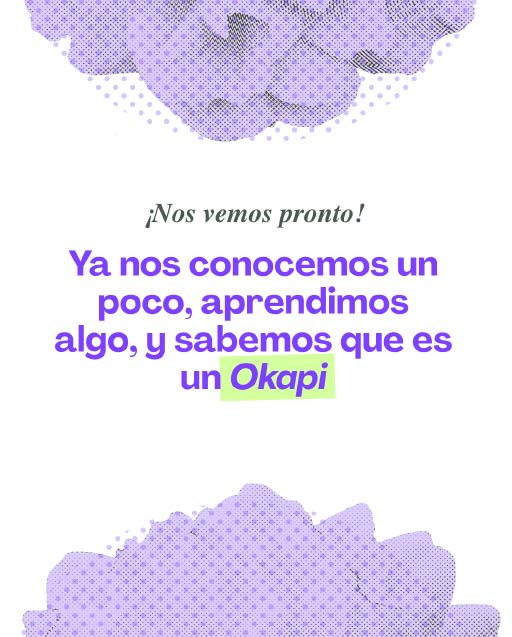 ¡Nos vemos pronto!
Ya nos conocemos un
poco, aprendimos
algo, y sabemos que es
un Okapi